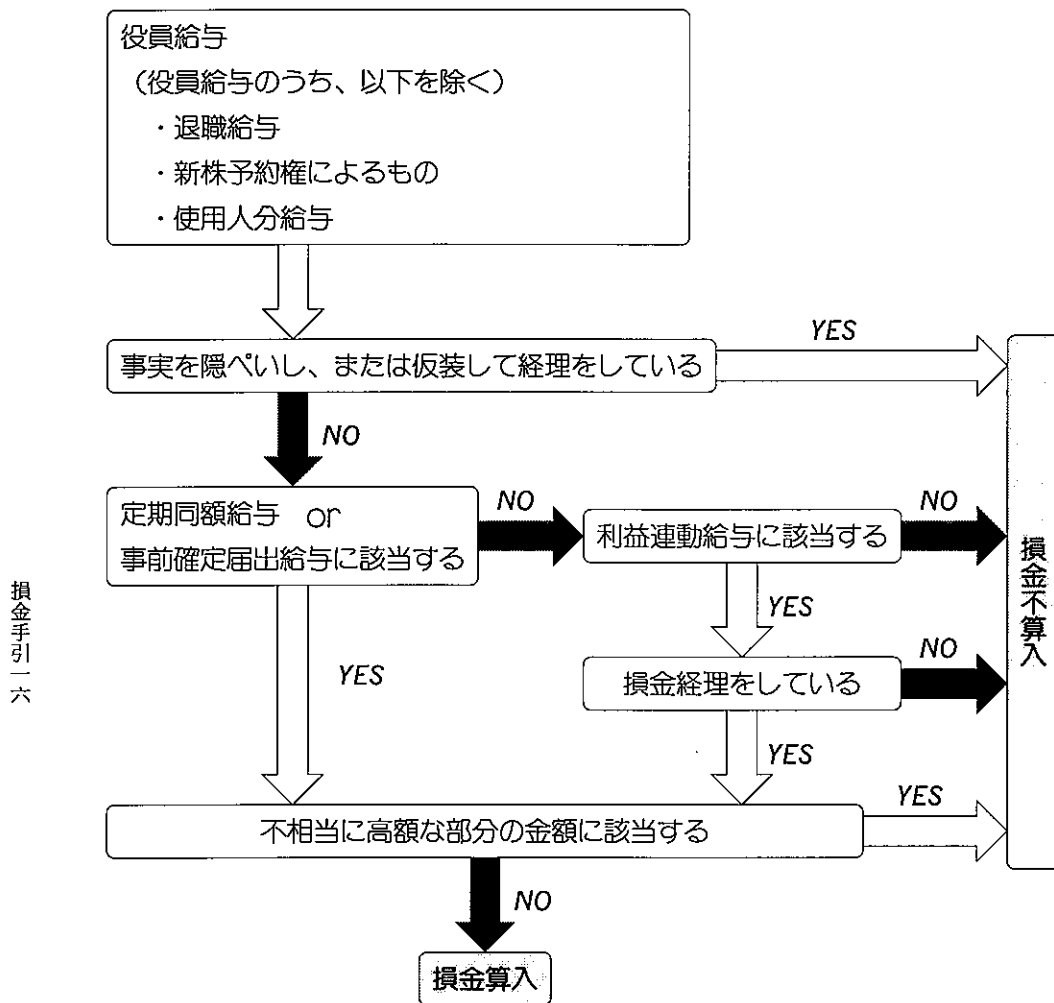 役員給与
(役員給与のうち、以下を除く)
・退職給与
・新株予約権によるもの
・使用人分給与
YES
事実を隠ぺいし、または仮装して経理をしている
NO
定期同額給与 or
事前確定届出給与に該当する
NO
利益連動給与に該当する
NO
YES
YES
損金経理をしている
NO
YES
不相当に高額な部分の金額に該当する
YES
NO
損金算入
損金不算入
損金手引一六